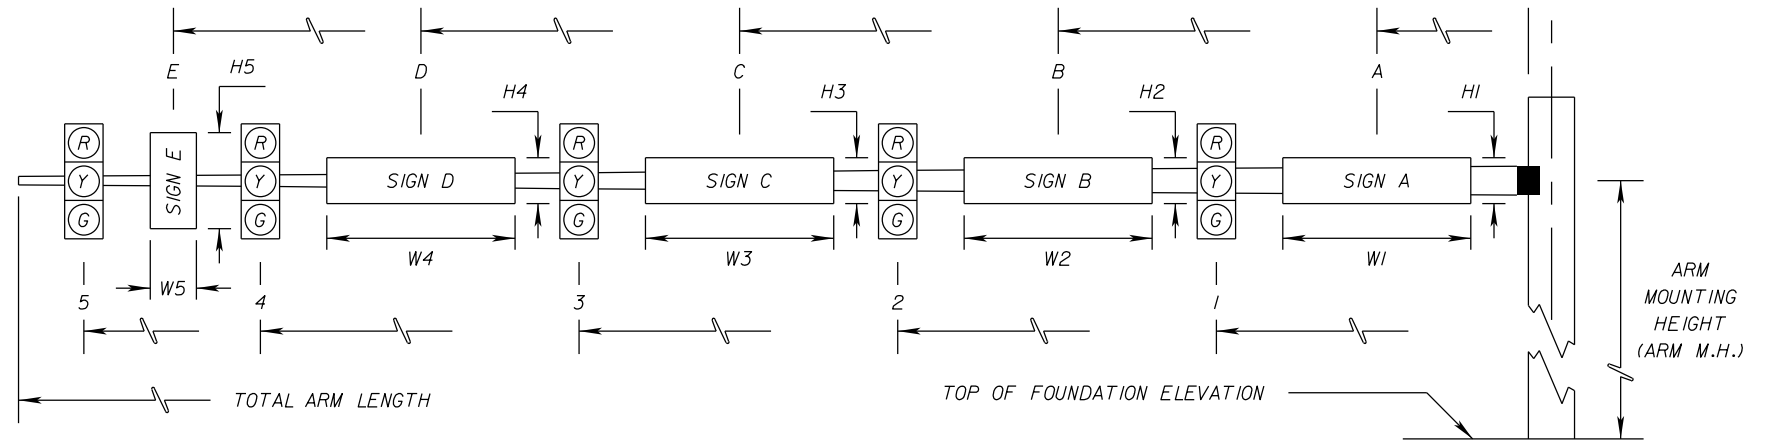 E
D
C
B
A
H5
H4
H3
H2
H1
R
R
R
R
R
Y
SIGN E
Y
SIGN D
Y
SIGN C
Y
SIGN B
Y
SIGN A
G
G
G
G
G
W4
W3
W2
W1
W5
5
4
3
2
1
ARM
MOUNTING
HEIGHT
(ARM M.H.)
TOTAL ARM LENGTH
TOP OF FOUNDATION ELEVATION